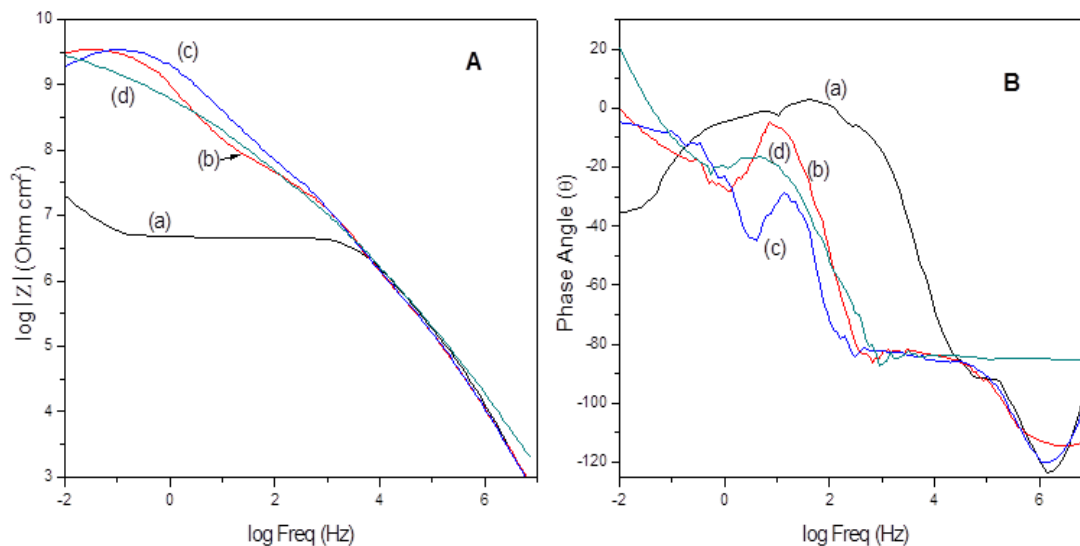 10
9
8
7
6
5
4
3
-2
0
2
4
6
log |Z| (Ohm cm²)
log Freq (Hz)
A
(c)
(d)
(b)
(a)
20
0
-20
-40
-60
-80
-100
-120
-2
0
2
4
6
Phase Angle (θ)
log Freq (Hz)
B
(a)
(d)
(b)
(c)